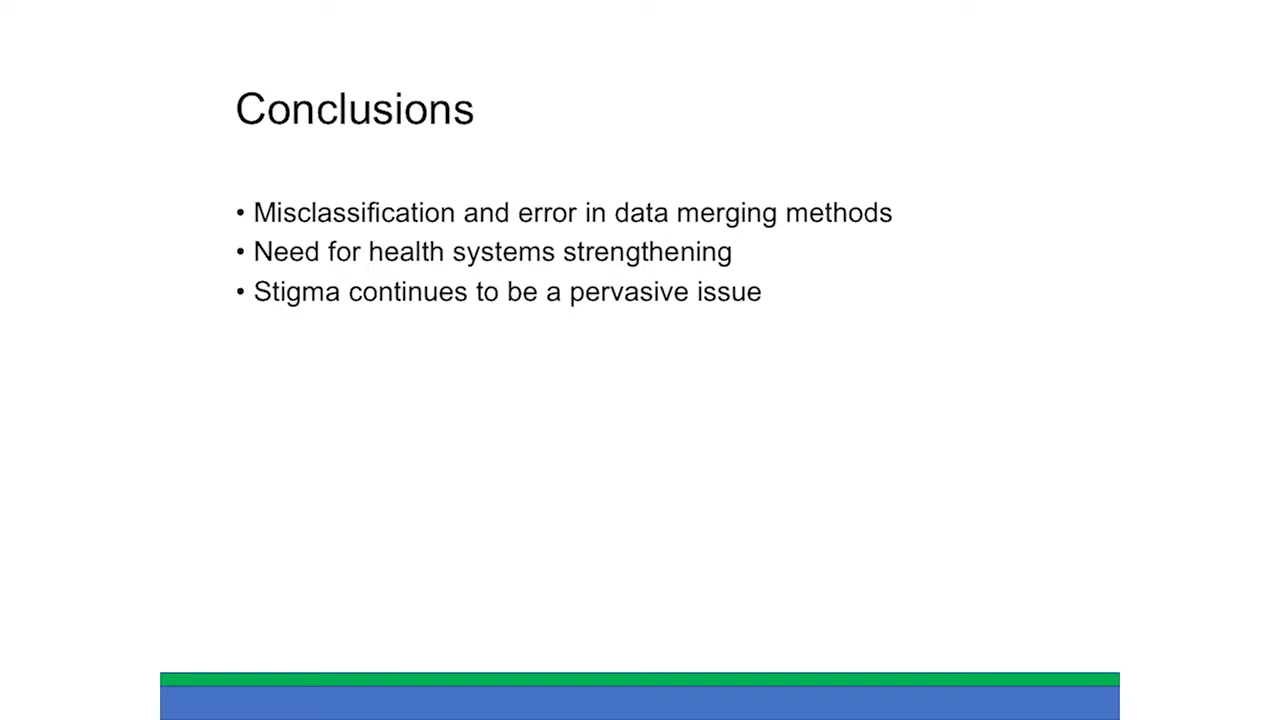 Conclusions
• Misclassification and error in data merging methods
• Need for health systems strengthening
• Stigma continues to be a pervasive issue